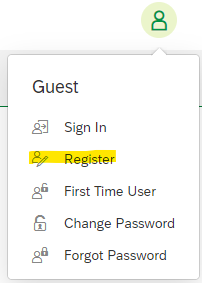 Guest
Sign In
Register
First Time User
Change Password
Forgot Password